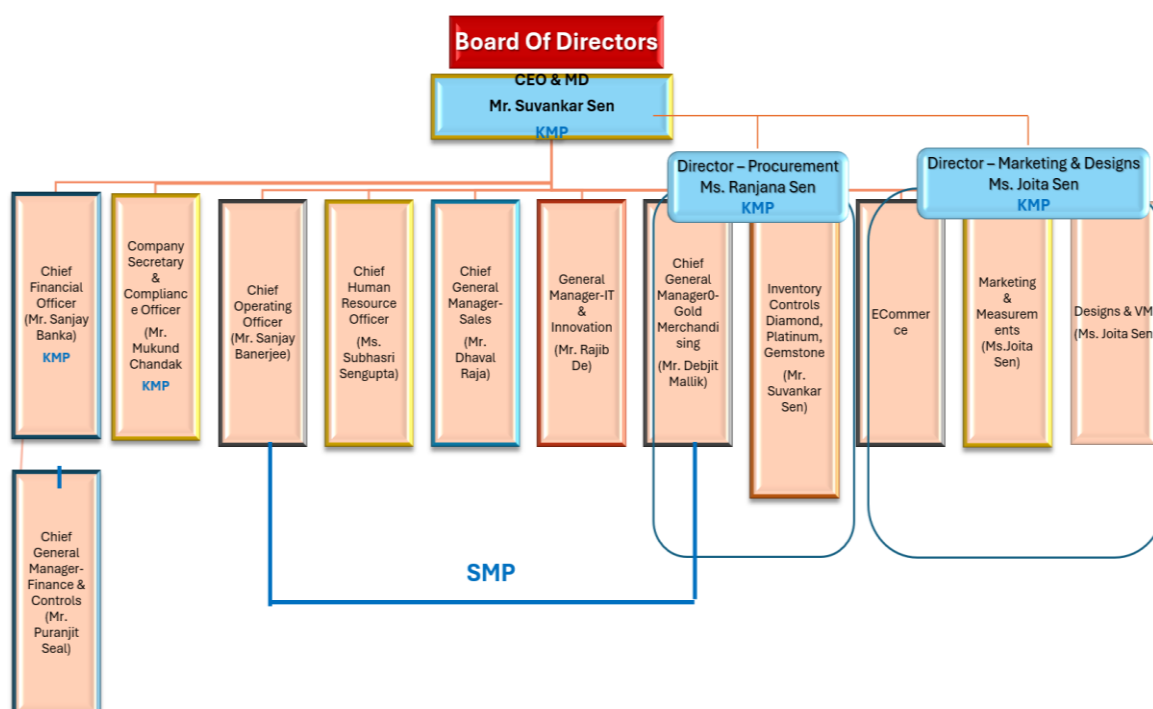 Board Of Directors
CEO & MD
Mr. Suvankar Sen
KMP
Director – Procurement
Ms. Ranjana Sen
KMP
Director – Marketing & Designs
Ms. Joita Sen
KMP
Chief
Financial
Officer
(Mr. Sanjay
Banka)
KMP
Company
Secretary
&
Complianc
e Officer
(Mr.
Mukund
Chandak
KMP
Chief
Operating
Officer
(Mr. Sanjay
Banerjee)
Chief
Human
Resource
Officer
(Ms.
Subhasri
Sengupta)
Chief
General
Manager-
Sales
(Mr.
Dhaval
Raja)
General
Manager-IT
&
Innovation
(Mr. Rajib
De)
Chief
General
Manager0-
Gold
Merchandi
sing
(Mr. Debjit
Mallik)
Inventory
Controls
Diamond,
Platinum,
Gemstone
(Mr.
Suvankar
Sen)
ECommer
ce
Marketing
&
Measurem
ents
(Ms.Joita
Sen)
Designs & VM
(Ms. Joita Sen
Chief
General
Manager-
Finance &
Controls
(Mr.
Puranjit
Seal)
SMP